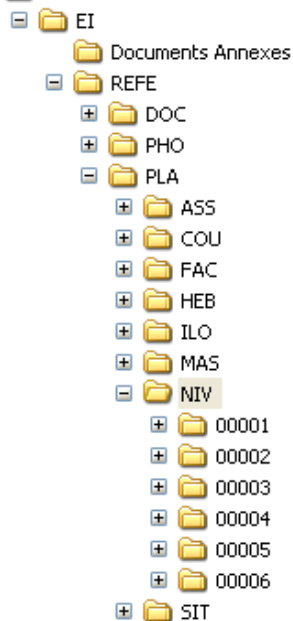 EI
Documents Annexes
REFE
DOC
PHO
PLA
ASS
COU
FAC
HEB
ILO
MAS
NIV
00001
00002
00003
00004
00005
00006
SIT